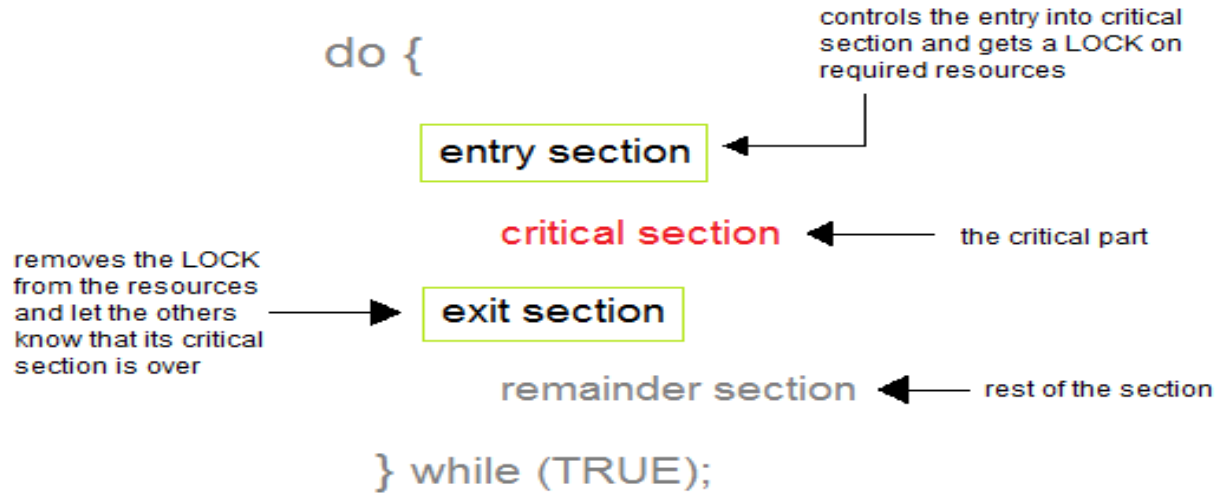 controls the entry into critical
section and gets a LOCK on
required resources
do {
entry section
critical section
the critical part
removes the LOCK
from the resources
and let the others
know that its critical
section is over
exit section
remainder section
rest of the section
} while (TRUE);